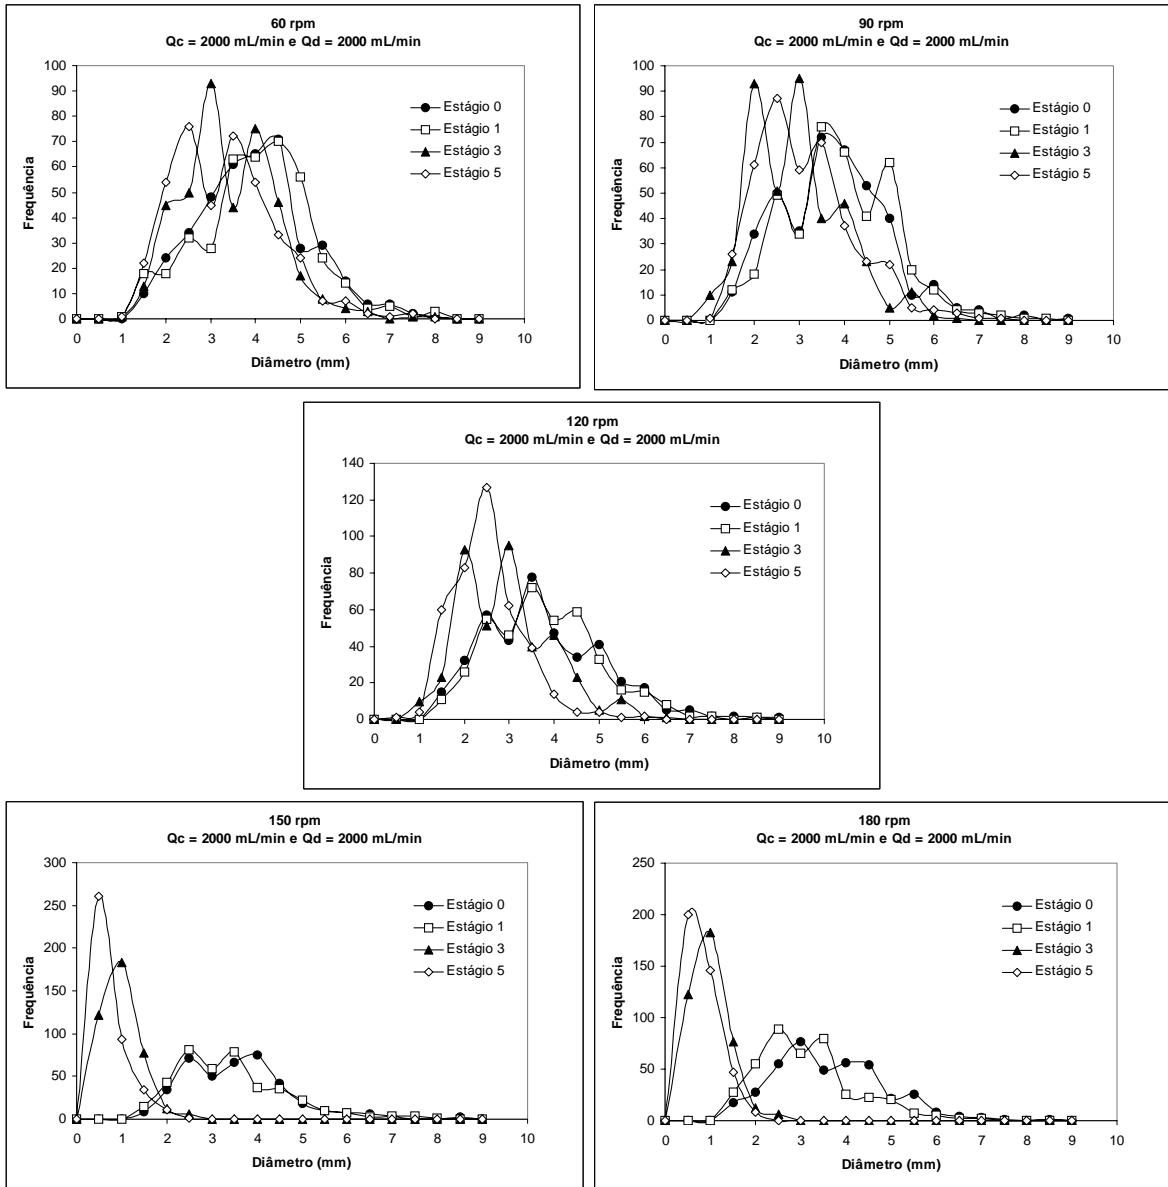 60 rpm
Qc = 2000 mL/min e Qd = 2000 mL/min
100
90
80
70
60
50
40
30
20
10
0
Frequência
Estágio 0
Estágio 1
Estágio 3
Estágio 5
0 1 2 3 4 5 6 7 8 9 10
Diâmetro (mm)
90 rpm
Qc = 2000 mL/min e Qd = 2000 mL/min
100
90
80
70
60
50
40
30
20
10
0
Frequência
Estágio 0
Estágio 1
Estágio 3
Estágio 5
0 1 2 3 4 5 6 7 8 9 10
Diâmetro (mm)
120 rpm
Qc = 2000 mL/min e Qd = 2000 mL/min
140
120
100
80
60
40
20
0
Frequência
Estágio 0
Estágio 1
Estágio 3
Estágio 5
0 1 2 3 4 5 6 7 8 9 10
Diâmetro (mm)
150 rpm
Qc = 2000 mL/min e Qd = 2000 mL/min
300
250
200
150
100
50
0
Frequência
Estágio 0
Estágio 1
Estágio 3
Estágio 5
0 1 2 3 4 5 6 7 8 9 10
Diâmetro (mm)
180 rpm
Qc = 2000 mL/min e Qd = 2000 mL/min
250
200
150
100
50
0
Frequência
Estágio 0
Estágio 1
Estágio 3
Estágio 5
0 1 2 3 4 5 6 7 8 9 10
Diâmetro (mm)